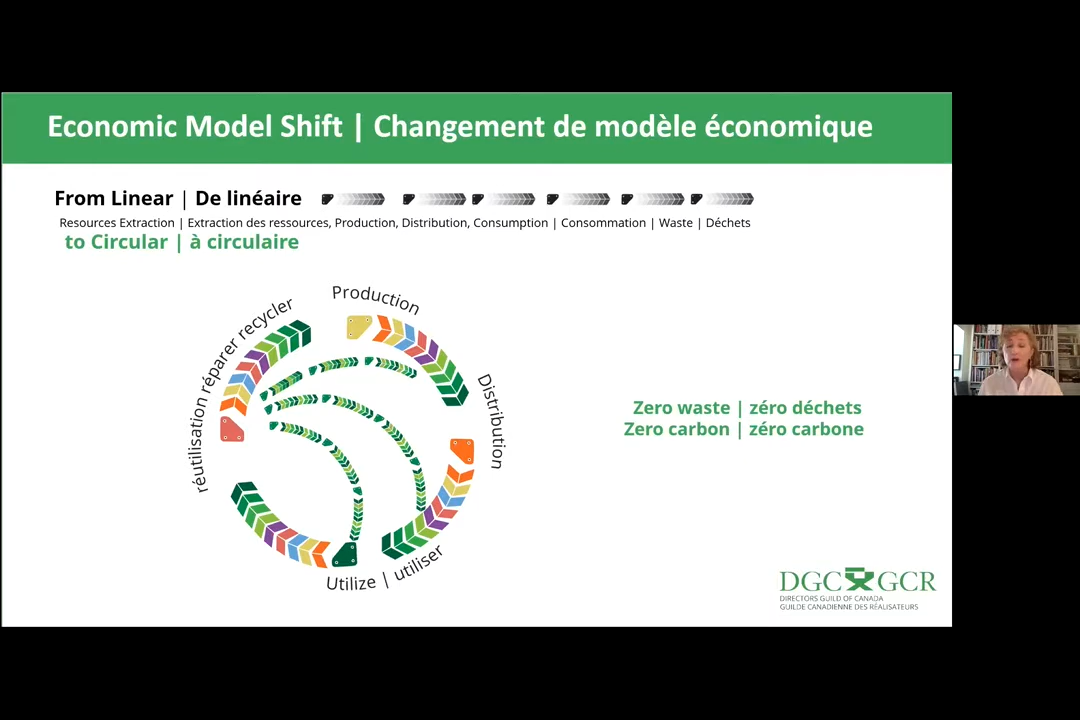 Economic Model Shift | Changement de modèle économique
From Linear | De linéaire
Resources Extraction | Extraction des ressources, Production, Distribution, Consumption | Consommation | Waste | Déchets
to Circular | à circulaire
Production
réutilisation réparer recycler
Distribution
Zero waste | zéro déchets
Zero carbon | zéro carbone
Utilize | utiliser
DGC GCR
DIRECTORS GUILD OF CANADA
GUILDE CANADIENNE DES RÉALISATEURS